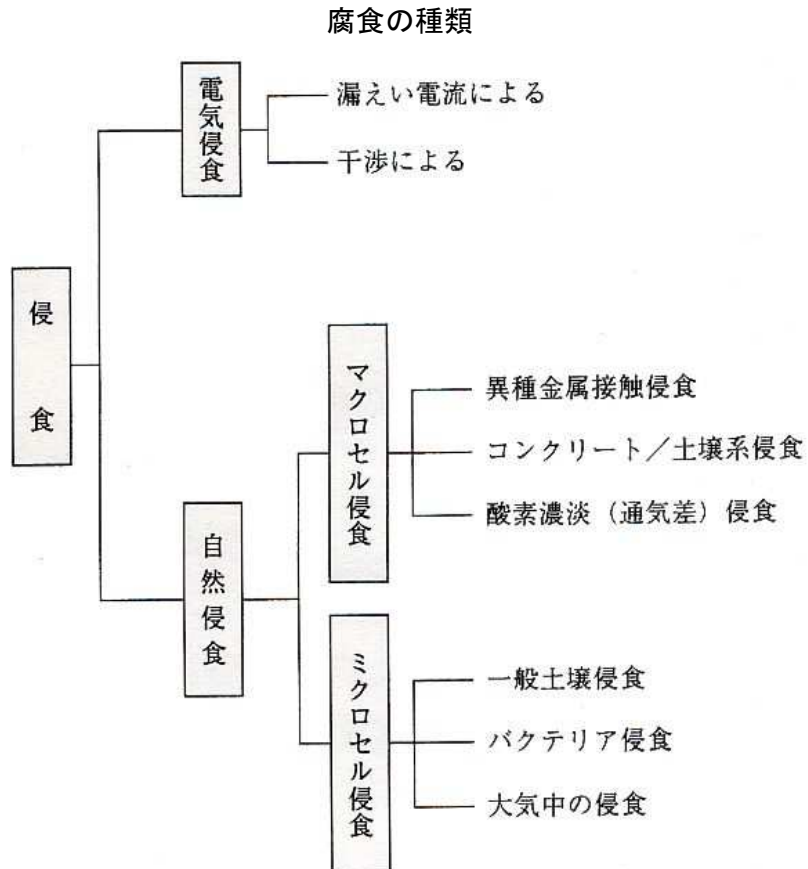 腐食の種類
電気侵食
漏えい電流による
干渉による
侵食
自然侵食
マクロセル侵食
異種金属接触侵食
コンクリート／土壌系侵食
酸素濃淡（通気差）侵食
ミクロセル侵食
一般土壌侵食
バクテリア侵食
大気中の侵食